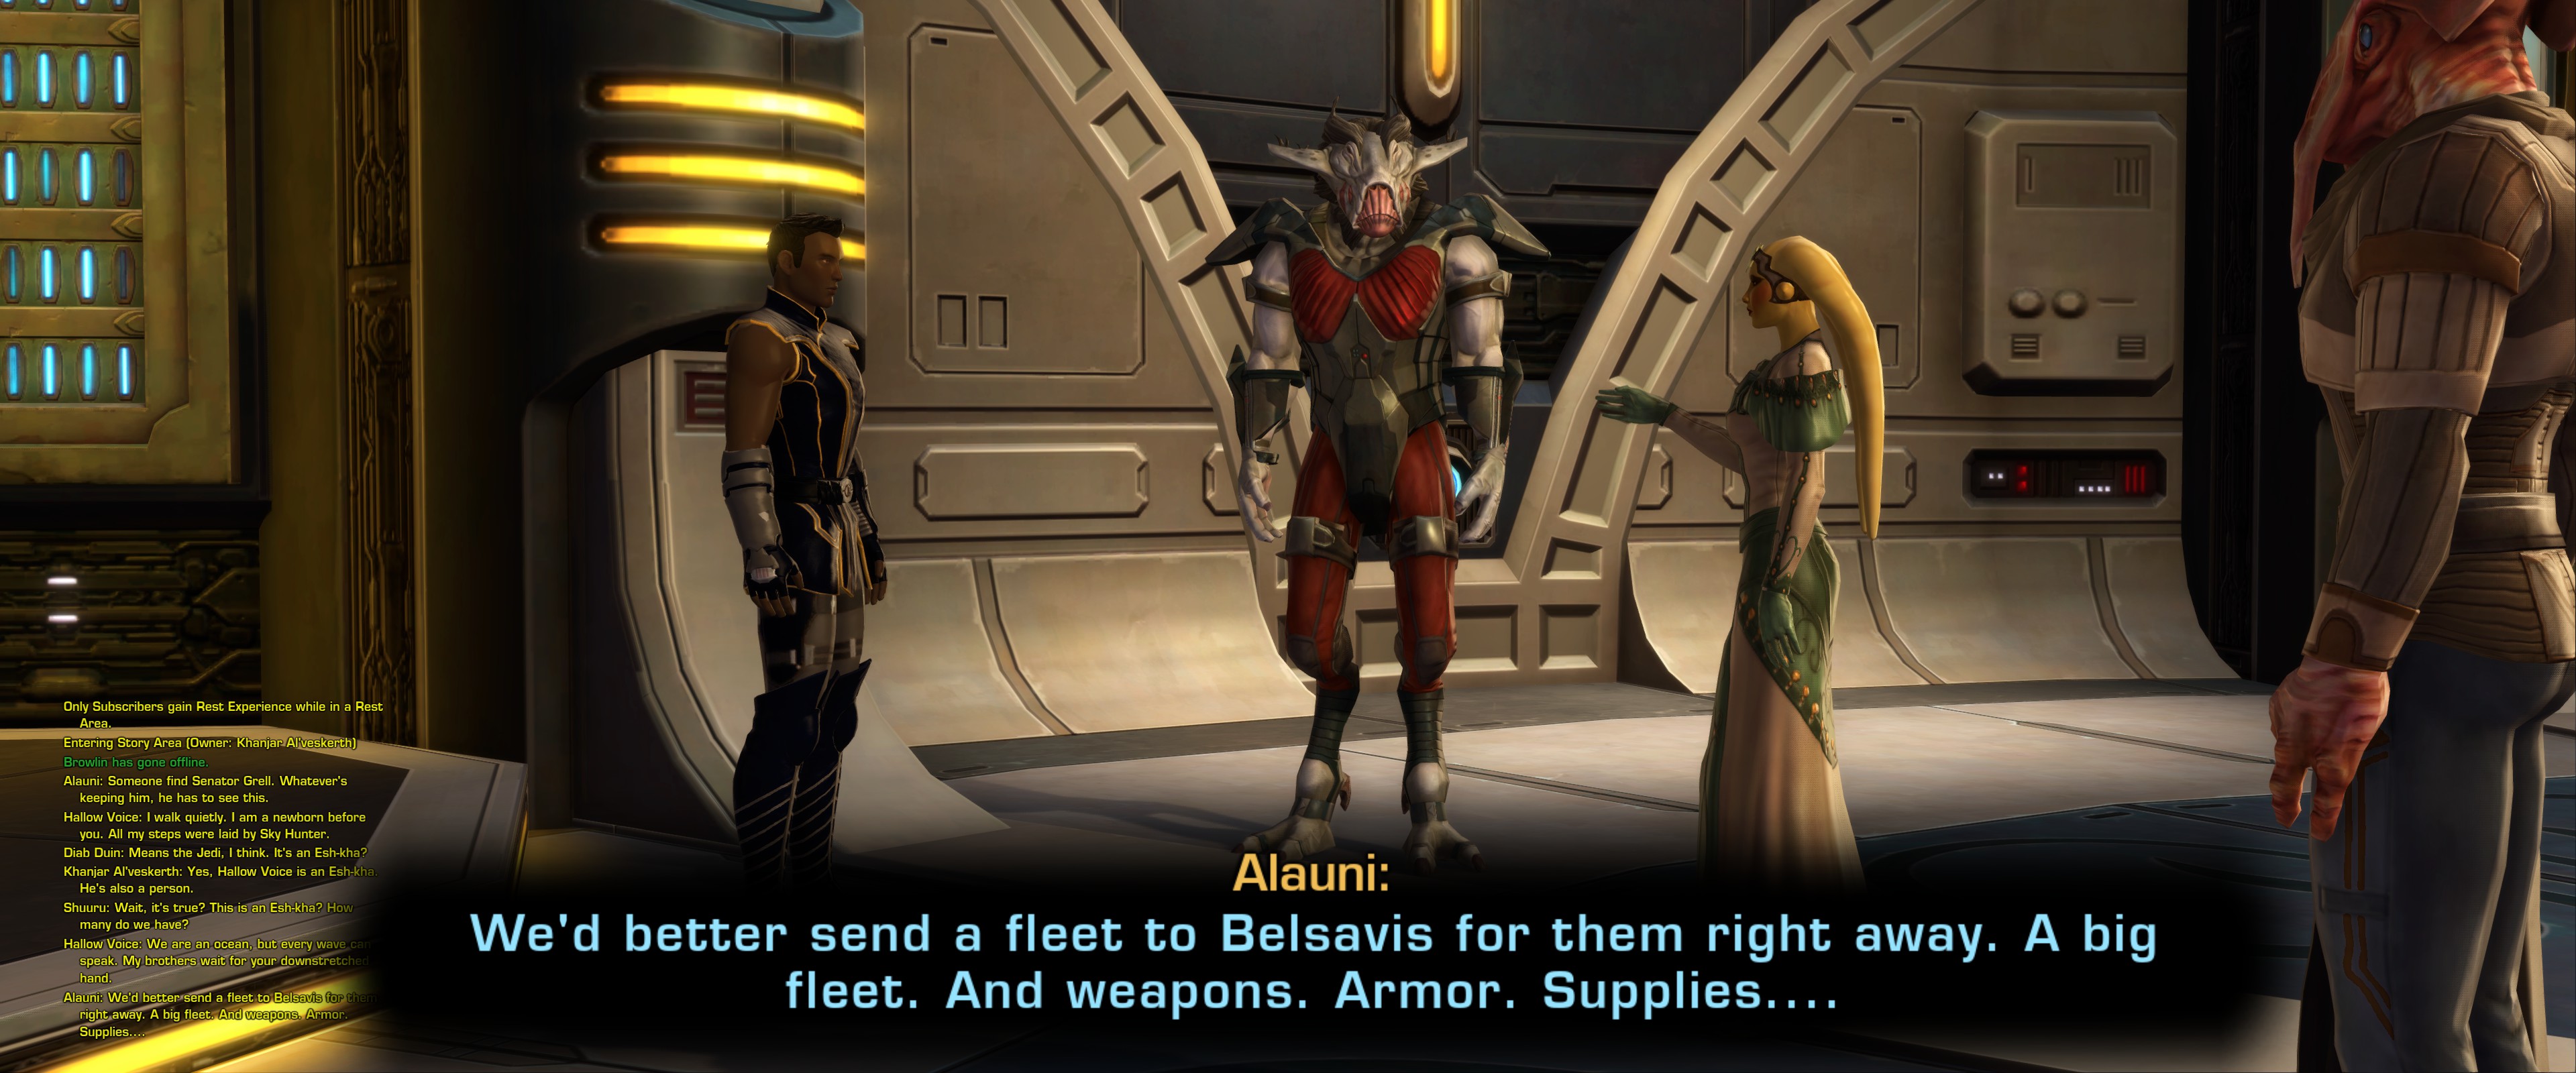 Only Subscribers gain Rest Experience while in a Rest
Area.
Entering Story Area (Owner: Khanjar Al'veskerth)
Browlin has gone offline.
Alauni: Someone find Senator Grell. Whatever's
keeping him, he has to see this.
Hallow Voice: I walk quietly. I am a newborn before
you. All my steps were laid by Sky Hunter.
Diab Duin: Means the Jedi, I think. It's an Esh-kha?
Khanjar Al'veskerth: Yes, Hallow Voice is an Esh-kha.
He's also a person.
Shuuru: Wait, it's true? This is an Esh-kha? How
many do we have?
Hallow Voice: We are an ocean, but every wave can
speak. My brothers wait for your downstretched
hand.
Alauni: We'd better send a fleet to Belsavis for them
right away. A big fleet. And weapons. Armor.
Supplies....
Alauni:
We'd better send a fleet to Belsavis for them right away. A big
fleet. And weapons. Armor. Supplies....